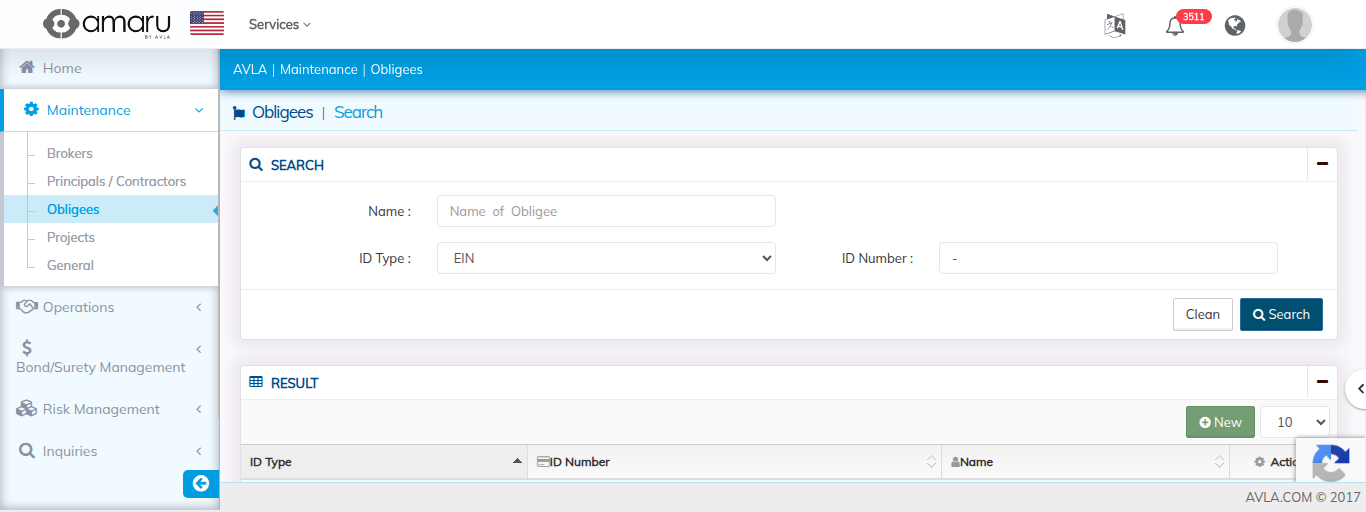 amaru
BY AVLA
Services
3511
Home
AVLA | Maintenance | Obligees
Maintenance
Obligees | Search
Brokers
Principals / Contractors
Obligees
Projects
General
SEARCH
Name :
Name of Obligee
ID Type :
EIN
ID Number :
-
Clean
Search
Operations
$
Bond/Surety Management
Risk Management
Inquiries
RESULT
New
10
ID Type
ID Number
Name
Actio
AVLA.COM © 2017